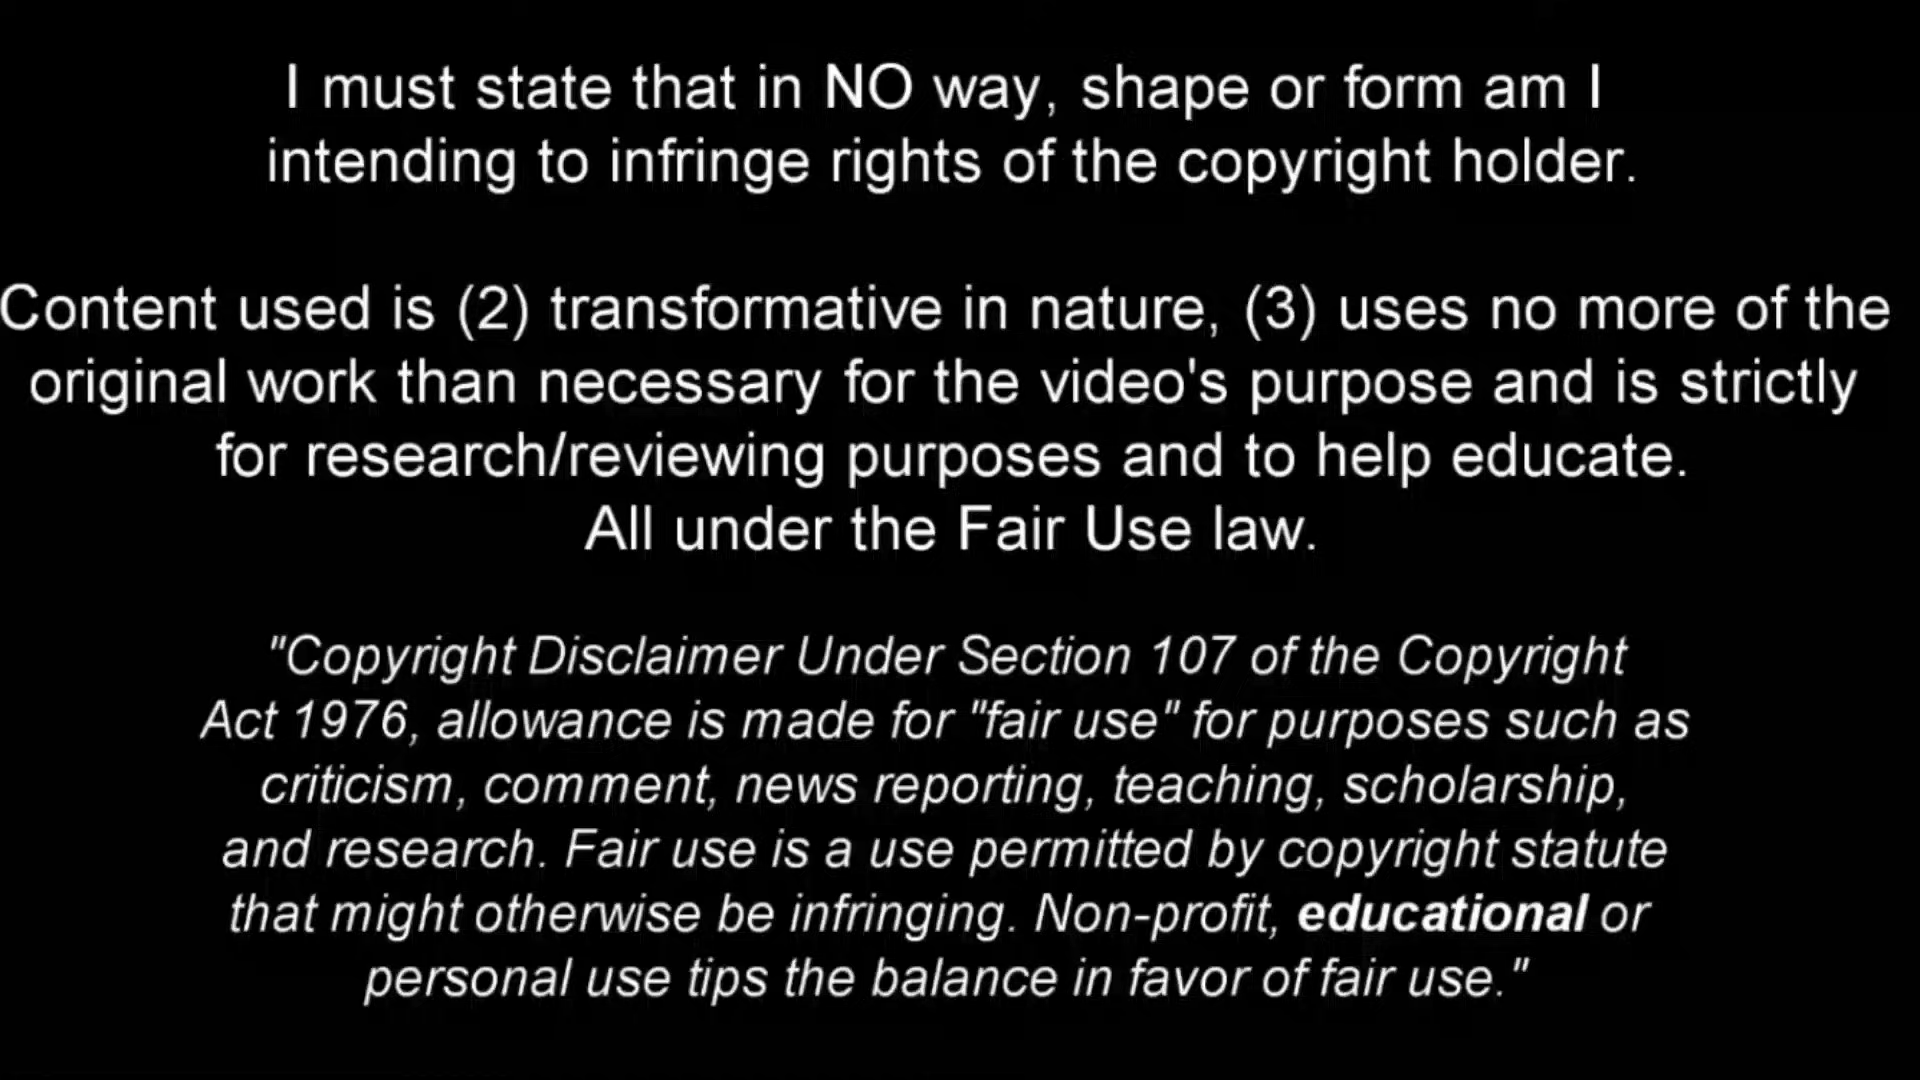 I must state that in NO way, shape or form am I
intending to infringe rights of the copyright holder.
Content used is (2) transformative in nature, (3) uses no more of the
original work than necessary for the video's purpose and is strictly
for research/reviewing purposes and to help educate.
All under the Fair Use law.
"Copyright Disclaimer Under Section 107 of the Copyright
Act 1976, allowance is made for "fair use" for purposes such as
criticism, comment, news reporting, teaching, scholarship,
and research. Fair use is a use permitted by copyright statute
that might otherwise be infringing. Non-profit, educational or
personal use tips the balance in favor of fair use."